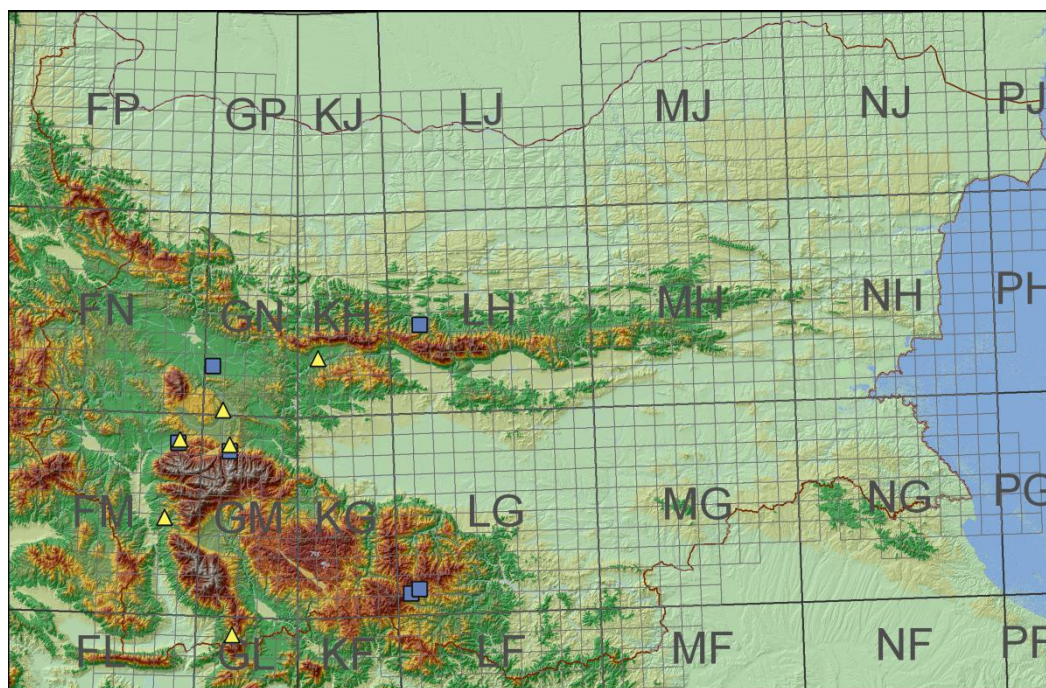 FP GP KJ LJ MJ NJ PJ
FN GN KH LH MH NH PH
FM GM KG LG MG NG PG
FL GL KF LF MF NF PF